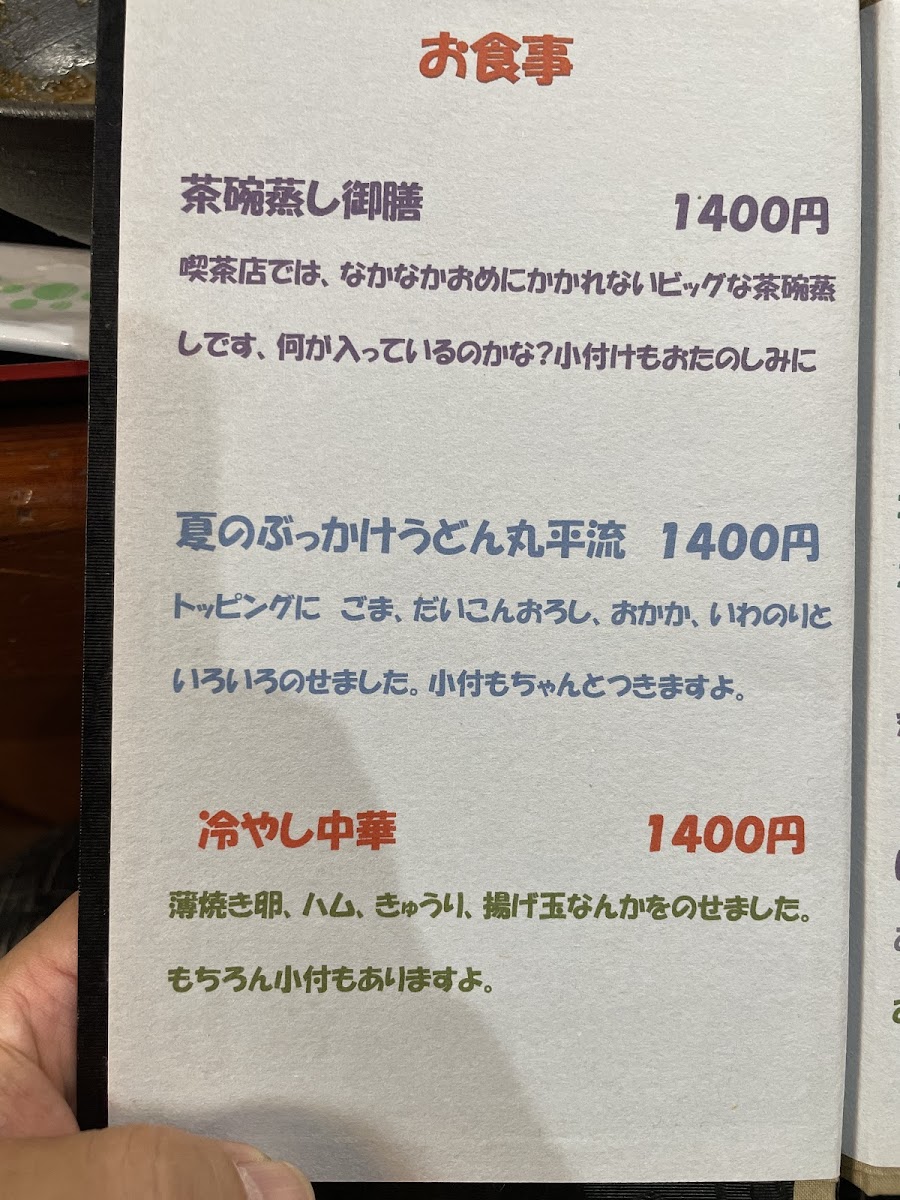 お食事
茶碗蒸し御膳 1400円
喫茶店では、なかなかおめにかかれないビッグな茶碗蒸
しです、何が入っているのかな?小付けもおたのしみに
夏のぶっかけうどん丸平流 1400円
トッピングに ごま、だいこんおろし、おかか、いわのりと
いろいろのせました。小付もちゃんとつきますよ。
冷やし中華 1400円
薄焼き卵、ハム、きゅうり、揚げ玉なんかをのせました。
もちろん小付もありますよ。